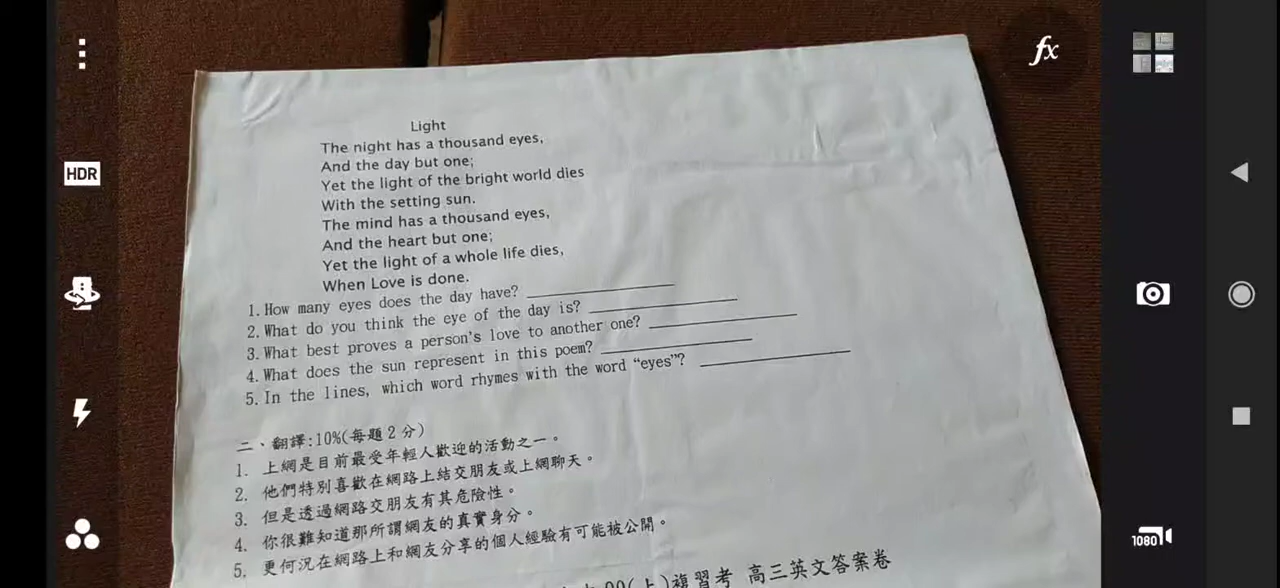 HDR
fx
1080
Light
The night has a thousand eyes,
And the day but one;
Yet the light of the bright world dies
With the setting sun.
The mind has a thousand eyes,
And the heart but one;
Yet the light of a whole life dies,
When Love is done.
1. How many eyes does the day have?
2. What do you think the eye of the day is?
3. What best proves a person's love to another one?
4. What does the sun represent in this poem?
5. In the lines, which word rhymes with the word “eyes”?
二、翻譯:10%(每題2分)
1. 上網是目前最受年輕人歡迎的活動之一。
2. 他們特別喜歡在網路上結交朋友或上網聊天。
3. 但是透過網路交朋友有其危險性。
4. 你很難知道那所謂網友的真實身分。
5. 更何況在網路上和網友分享的個人經驗有可能被公開。
99(上)複習考 高三英文答案卷